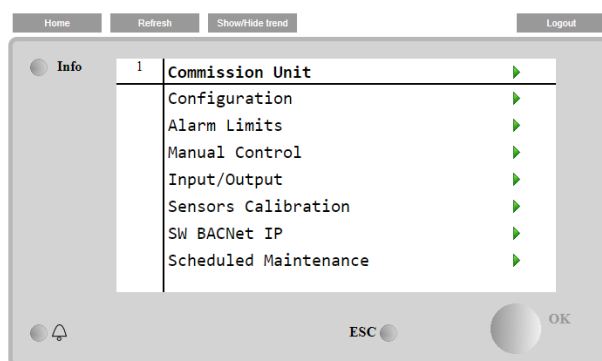 Home Refresh Show/Hide trend Logout
Info 1 Commission Unit
Configuration
Alarm Limits
Manual Control
Input/Output
Sensors Calibration
SW BACNet IP
Scheduled Maintenance
ESC OK